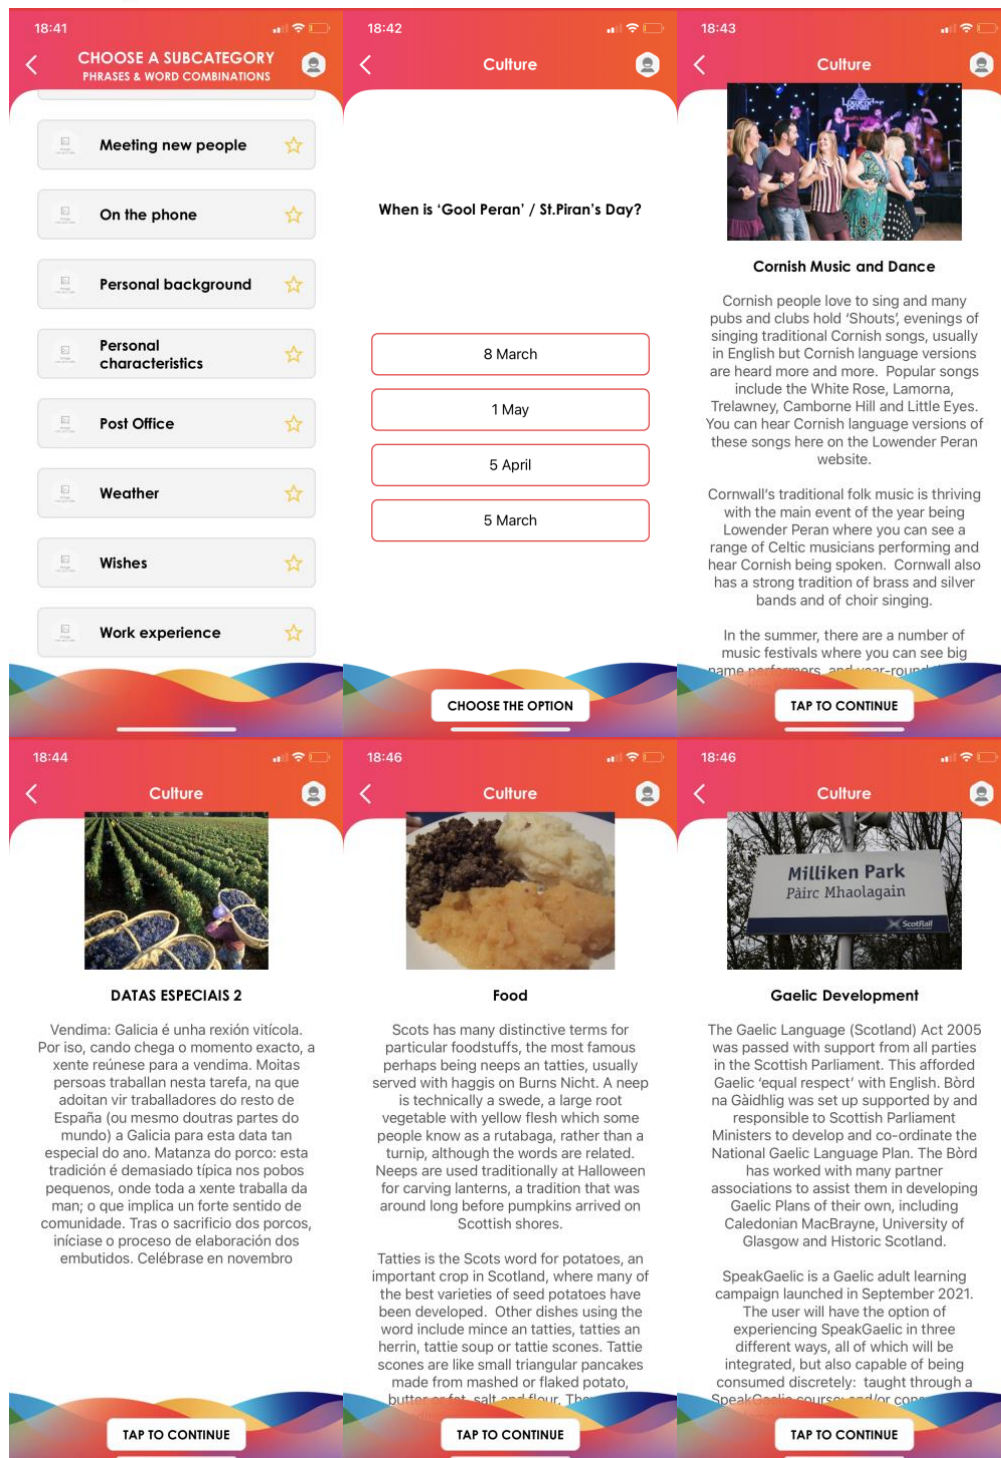 18:41
CHOOSE A SUBCATEGORY
PHRASES & WORD COMBINATIONS
Meeting new people
On the phone
Personal background
Personal
characteristics
Post Office
Weather
Wishes
Work experience
18:42
Culture
When is ‘Gool Peran’ / St.Piran’s Day?
8 March
1 May
5 April
5 March
CHOOSE THE OPTION
18:43
Culture
Lowender
Peran
Cornish Music and Dance
Cornish people love to sing and many
pubs and clubs hold ‘Shouts’, evenings of
singing traditional Cornish songs, usually
in English but Cornish language versions
are heard more and more.  Popular songs
include the White Rose, Lamorna,
Trelawney, Camborne Hill and Little Eyes.
You can hear Cornish language versions of
these songs here on the Lowender Peran
website.
Cornwall’s traditional folk music is thriving
with the main event of the year being
Lowender Peran where you can see a
range of Celtic musicians performing and
hear Cornish being spoken.  Cornwall also
has a strong tradition of brass and silver
bands and of choir singing.
In the summer, there are a number of
music festivals where you can see big
name performers, and year-round
TAP TO CONTINUE
18:44
Culture
DATAS ESPECIAIS 2
Vendima: Galicia é unha rexión vitícola.
Por iso, cando chega o momento exacto, a
xente reúnese para a vendima. Moitas
persoas traballan nesta tarefa, na que
adoitan vir traballadores do resto de
España (ou mesmo doutras partes do
mundo) a Galicia para esta data tan
especial do ano. Matanza do porco: esta
tradición é demasiado típica nos pobos
pequenos, onde toda a xente traballa da
man; o que implica un forte sentido de
comunidade. Tras o sacrificio dos porcos,
iníciase o proceso de elaboración dos
embutidos. Celébrase en novembro
TAP TO CONTINUE
18:46
Culture
Food
Scots has many distinctive terms for
particular foodstuffs, the most famous
perhaps being neeps an tatties, usually
served with haggis on Burns Nicht. A neep
is technically a swede, a large root
vegetable with yellow flesh which some
people know as a rutabaga, rather than a
turnip, although the words are related.
Neeps are used traditionally at Halloween
for carving lanterns, a tradition that was
around long before pumpkins arrived on
Scottish shores.
Tatties is the Scots word for potatoes, an
important crop in Scotland, where many of
the best varieties of seed potatoes have
been developed.  Other dishes using the
word include mince an tatties, tatties an
herrin, tattie soup or tattie scones. Tattie
scones are like small triangular pancakes
made from mashed or flaked potato,
butter or fat, salt and flour.
TAP TO CONTINUE
18:46
Culture
Milliken Park
Pàirc Mhaolagain
ScotRail
Gaelic Development
The Gaelic Language (Scotland) Act 2005
was passed with support from all parties
in the Scottish Parliament. This afforded
Gaelic ‘equal respect’ with English. Bòrd
na Gàidhlig was set up supported by and
responsible to Scottish Parliament
Ministers to develop and co-ordinate the
National Gaelic Language Plan. The Bòrd
has worked with many partner
associations to assist them in developing
Gaelic Plans of their own, including
Caledonian MacBrayne, University of
Glasgow and Historic Scotland.
SpeakGaelic is a Gaelic adult learning
campaign launched in September 2021.
The user will have the option of
experiencing SpeakGaelic in three
different ways, all of which will be
integrated, but also capable of being
consumed discretely:  taught through a
SpeakGaelic course; and/or
TAP TO CONTINUE